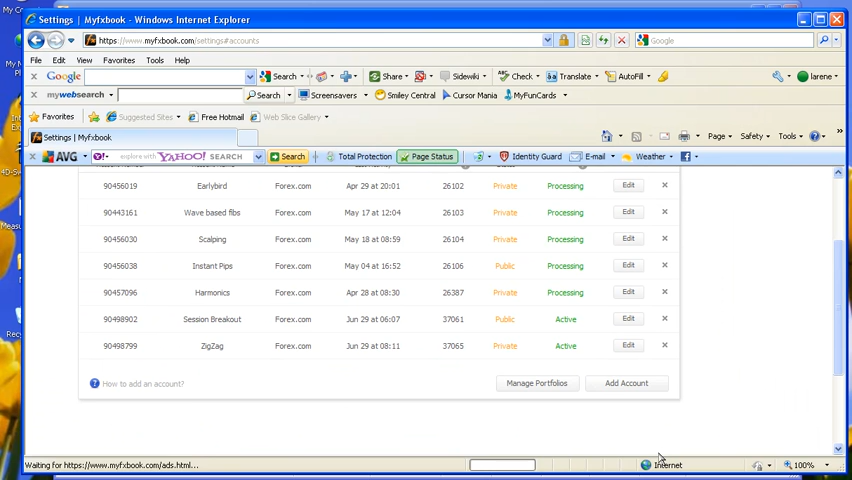 Settings | Myfxbook - Windows Internet Explorer
https://www.myfxbook.com/settings#accounts
Google
File Edit View Favorites Tools Help
Google Search Share Sidewiki Check Translate AutoFill larene
mywebsearch Search Screensavers Smiley Central Cursor Mania MyFunCards
Favorites Suggested Sites Free Hotmail Web Slice Gallery
Settings | Myfxbook Page Safety Tools
AVG Y! explore with YAHOO! SEARCH Search Total Protection Page Status Identity Guard E-mail Weather
90456019 Earlybird Forex.com Apr 29 at 20:01 26102 Private Processing Edit
90443161 Wave based fibs Forex.com May 17 at 12:04 26103 Private Processing Edit
90456030 Scalping Forex.com May 18 at 08:59 26104 Private Processing Edit
90456038 Instant Pips Forex.com May 04 at 16:52 26106 Public Processing Edit
90457096 Harmonics Forex.com Apr 28 at 08:30 26387 Private Processing Edit
90498902 Session Breakout Forex.com Jun 29 at 06:07 37061 Public Active Edit
90498799 ZigZag Forex.com Jun 29 at 08:11 37065 Private Active Edit
How to add an account? Manage Portfolios Add Account
Waiting for https://www.myfxbook.com/ads.html... Internet 100%